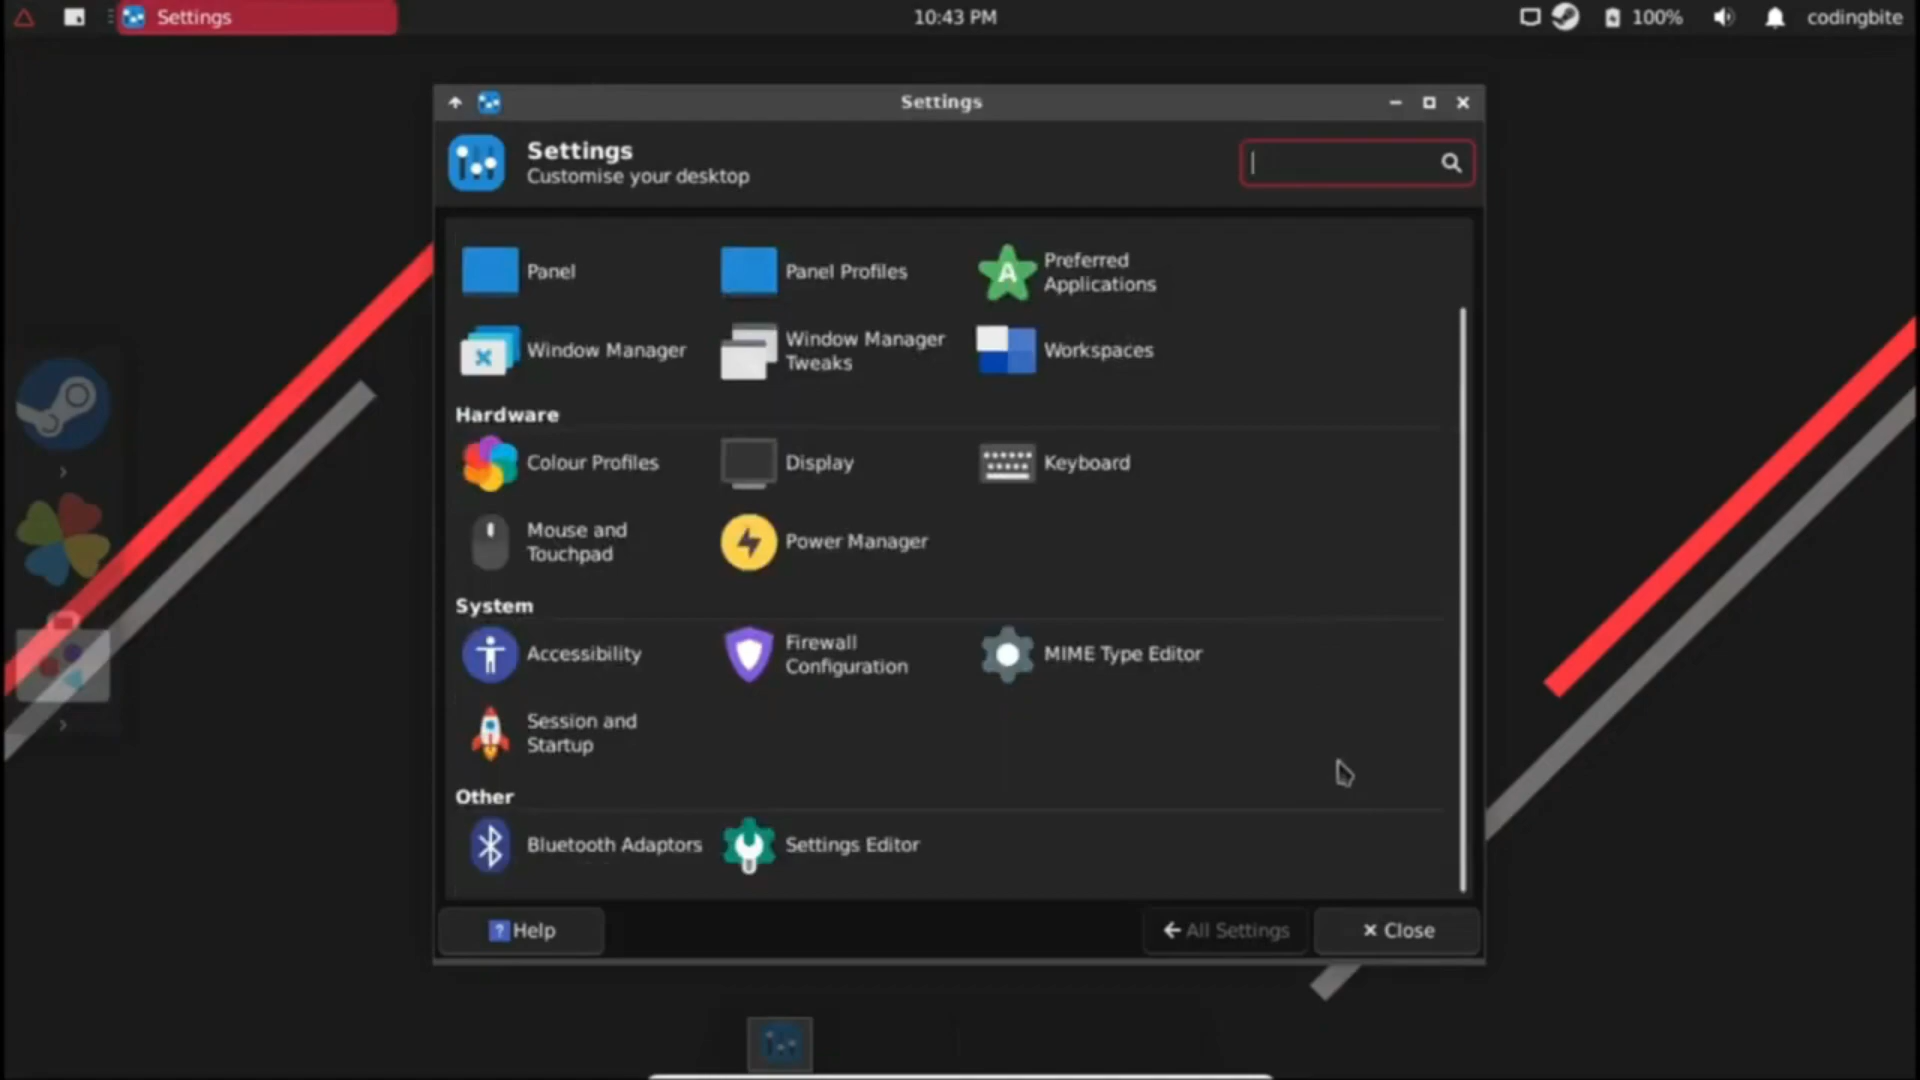 Settings
10:43 PM
100%
codingbite
Settings
Settings
Customise your desktop
Panel
Panel Profiles
Preferred
Applications
Window Manager
Window Manager
Tweaks
Workspaces
Hardware
Colour Profiles
Display
Keyboard
Mouse and
Touchpad
Power Manager
System
Accessibility
Firewall
Configuration
MIME Type Editor
Session and
Startup
Other
Bluetooth Adaptors
Settings Editor
Help
All Settings
Close